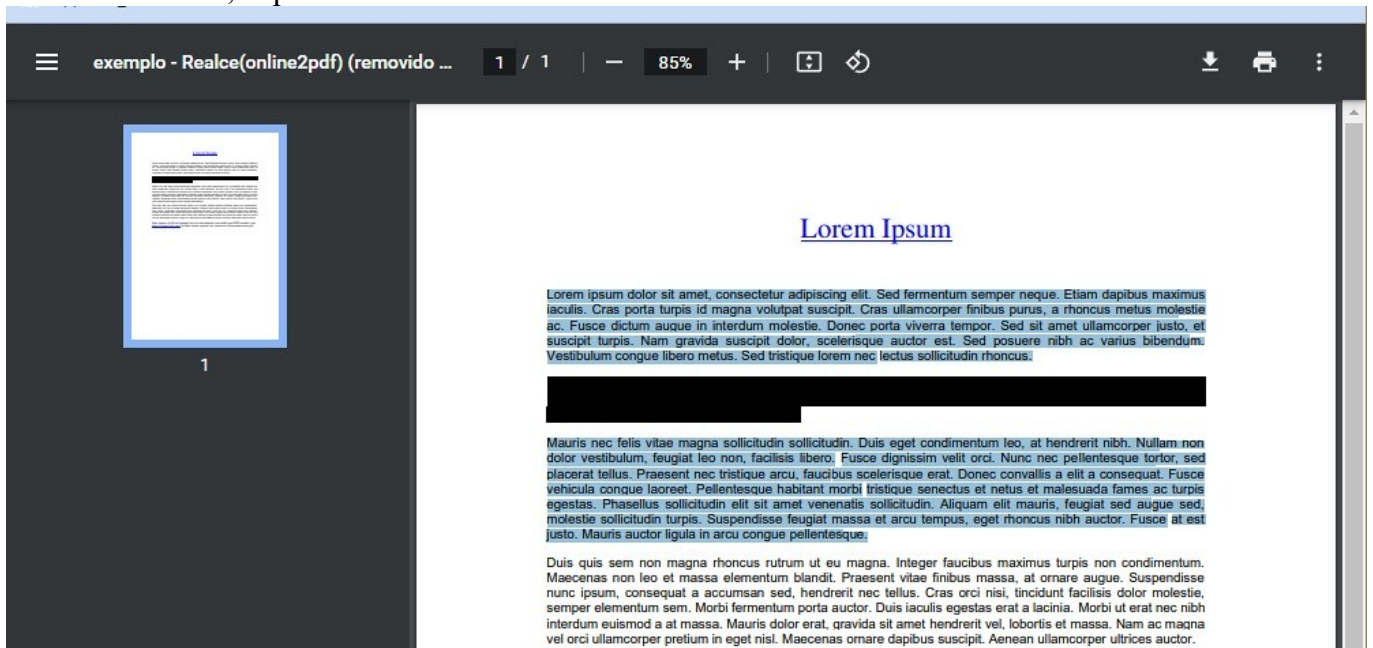 exemplo - Realce(online2pdf) (removido ... 1 / 1 | − 85% + |
1
Lorem Ipsum
Lorem ipsum dolor sit amet, consectetur adipiscing elit. Sed fermentum semper neque. Etiam dapibus maximus
iaculis. Cras porta turpis id magna volutpat suscipit. Cras ullamcorper finibus purus, a rhoncus metus molestie
ac. Fusce dictum augue in interdum molestie. Donec porta viverra tempor. Sed sit amet ullamcorper justo, et
suscipit turpis. Nam gravida suscipit dolor, scelerisque auctor est. Sed posuere nibh ac varius bibendum.
Vestibulum congue libero metus. Sed tristique lorem nec lectus sollicitudin rhoncus.
Mauris nec felis vitae magna sollicitudin sollicitudin. Duis eget condimentum leo, at hendrerit nibh. Nullam non
dolor vestibulum, feugiat leo non, facilisis libero. Fusce dignissim velit orci. Nunc nec pellentesque tortor, sed
placerat tellus. Praesent nec tristique arcu, faucibus scelerisque erat. Donec convallis a elit a consequat. Fusce
vehicula congue laoreet. Pellentesque habitant morbi tristique senectus et netus et malesuada fames ac turpis
egestas. Phasellus sollicitudin elit sit amet venenatis sollicitudin. Aliquam elit mauris, feugiat sed augue sed,
molestie sollicitudin turpis. Suspendisse feugiat massa et arcu tempus, eget rhoncus nibh auctor. Fusce at est
justo. Mauris auctor ligula in arcu congue pellentesque.
Duis quis sem non magna rhoncus rutrum ut eu magna. Integer faucibus maximus turpis non condimentum.
Maecenas non leo et massa elementum blandit. Praesent vitae finibus massa, at ornare augue. Suspendisse
nunc ipsum, consequat a accumsan sed, hendrerit nec tellus. Cras orci nisi, tincidunt facilisis dolor molestie,
semper elementum sem. Morbi fermentum porta auctor. Duis iaculis egestas erat a lacinia. Morbi ut erat nec nibh
interdum euismod a at massa. Mauris dolor erat, gravida sit amet hendrerit vel, lobortis et massa. Nam ac magna
vel orci ullamcorper pretium in eget nisl. Maecenas ornare dapibus suscipit. Aenean ullamcorper ultrices auctor.